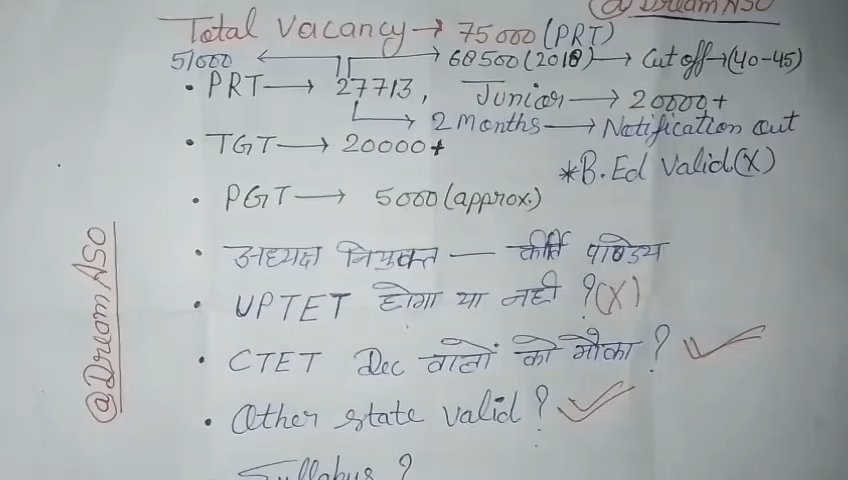 @DreamASO
Total Vacancy → 75000 (PRT)
51000 ← → 68500 (2018) → Cut off → (40-45)
• PRT → 27713, Junior → 20000+
→ 2 Months → Notification out
• TGT → 20000+
*B.Ed Valid (X)
• PGT → 5000 (approx.)
• अध्यक्ष नियुक्त — कीर्ति पाण्डेय
• UPTET होगा या नही ? (X)
• CTET Dec वालों को मौका ? ✓
• Other state valid ? ✓
• Syllabus ?
@DreamASO